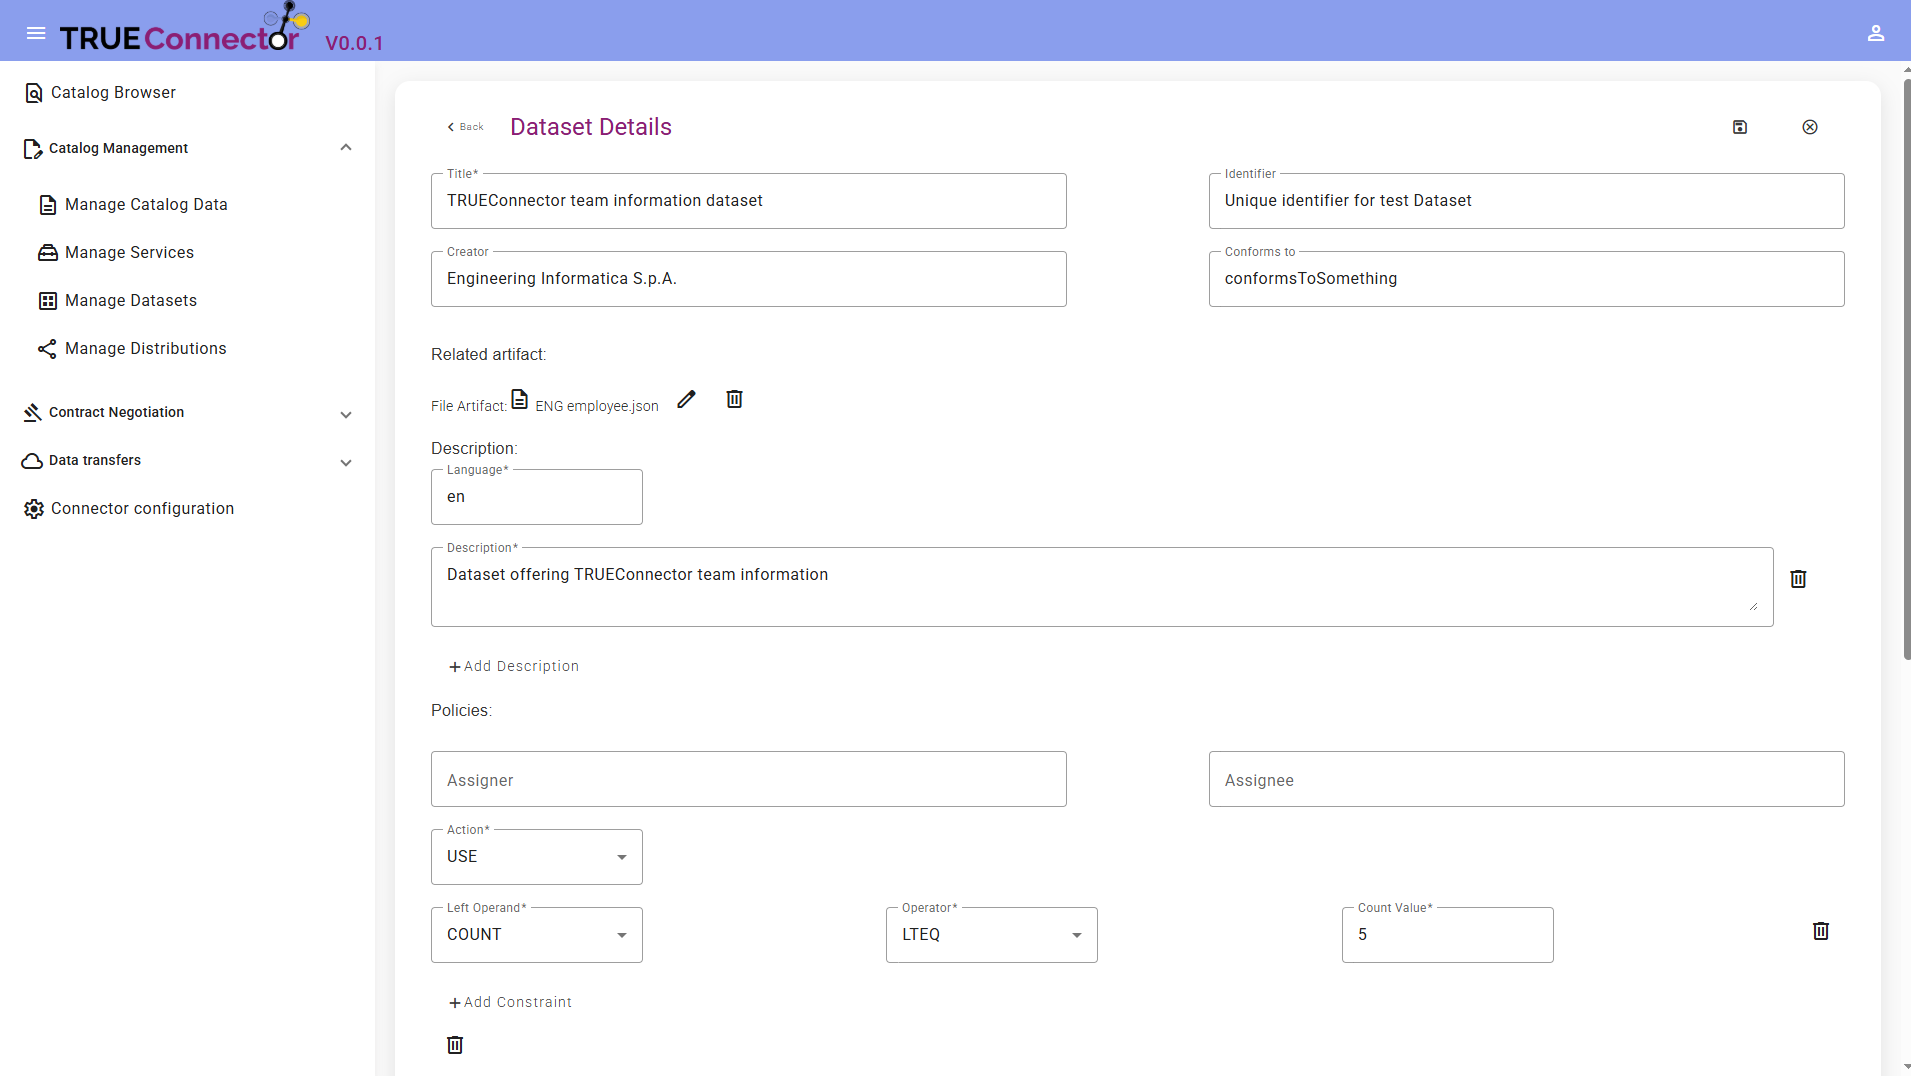 TRUEConnector V0.0.1
Catalog Browser
Catalog Management
Manage Catalog Data
Manage Services
Manage Datasets
Manage Distributions
Contract Negotiation
Data transfers
Connector configuration
Back
Dataset Details
Title*
TRUEConnector team information dataset
Identifier
Unique identifier for test Dataset
Creator
Engineering Informatica S.p.A.
Conforms to
conformsToSomething
Related artifact:
File Artifact: ENG employee.json
Description:
Language*
en
Description*
Dataset offering TRUEConnector team information
+Add Description
Policies:
Assigner
Assignee
Action*
USE
Left Operand*
COUNT
Operator*
LTEQ
Count Value*
5
+Add Constraint